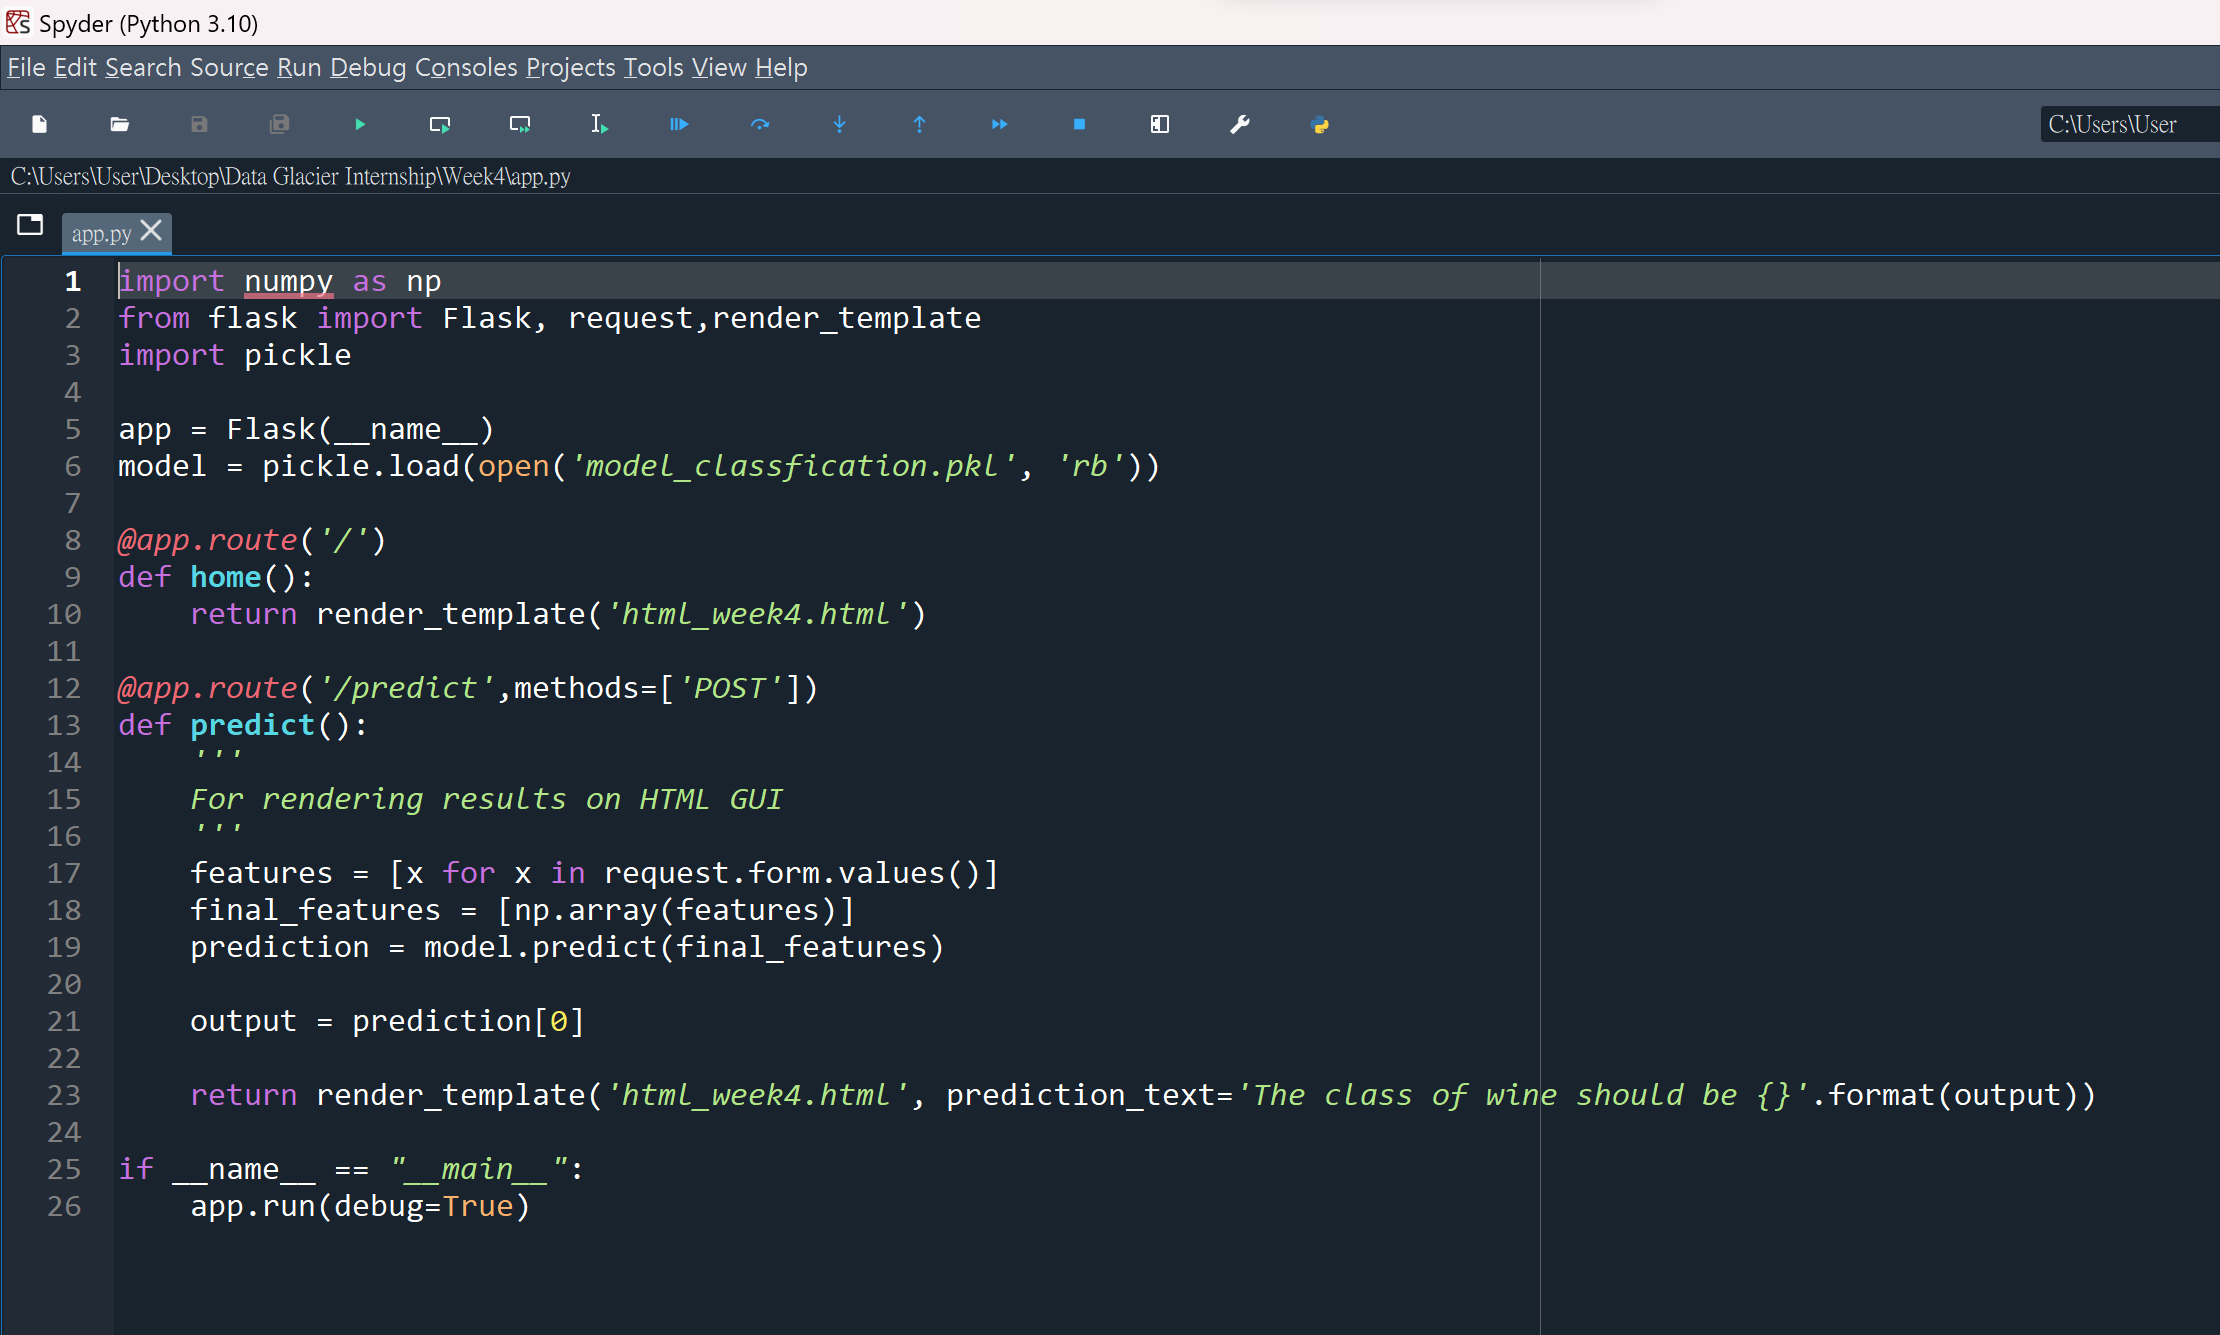 Spyder (Python 3.10)
File Edit Search Source Run Debug Consoles Projects Tools View Help
C:\Users\User
C:\Users\User\Desktop\Data Glacier Internship\Week4\app.py
app.py
1 import numpy as np
2 from flask import Flask, request,render_template
3 import pickle
4
5 app = Flask(__name__)
6 model = pickle.load(open('model_classfication.pkl', 'rb'))
7
8 @app.route('/')
9 def home():
10     return render_template('html_week4.html')
11
12 @app.route('/predict',methods=['POST'])
13 def predict():
14     '''
15     For rendering results on HTML GUI
16     '''
17     features = [x for x in request.form.values()]
18     final_features = [np.array(features)]
19     prediction = model.predict(final_features)
20
21     output = prediction[0]
22
23     return render_template('html_week4.html', prediction_text='The class of wine should be {}'.format(output))
24
25 if __name__ == "__main__":
26     app.run(debug=True)